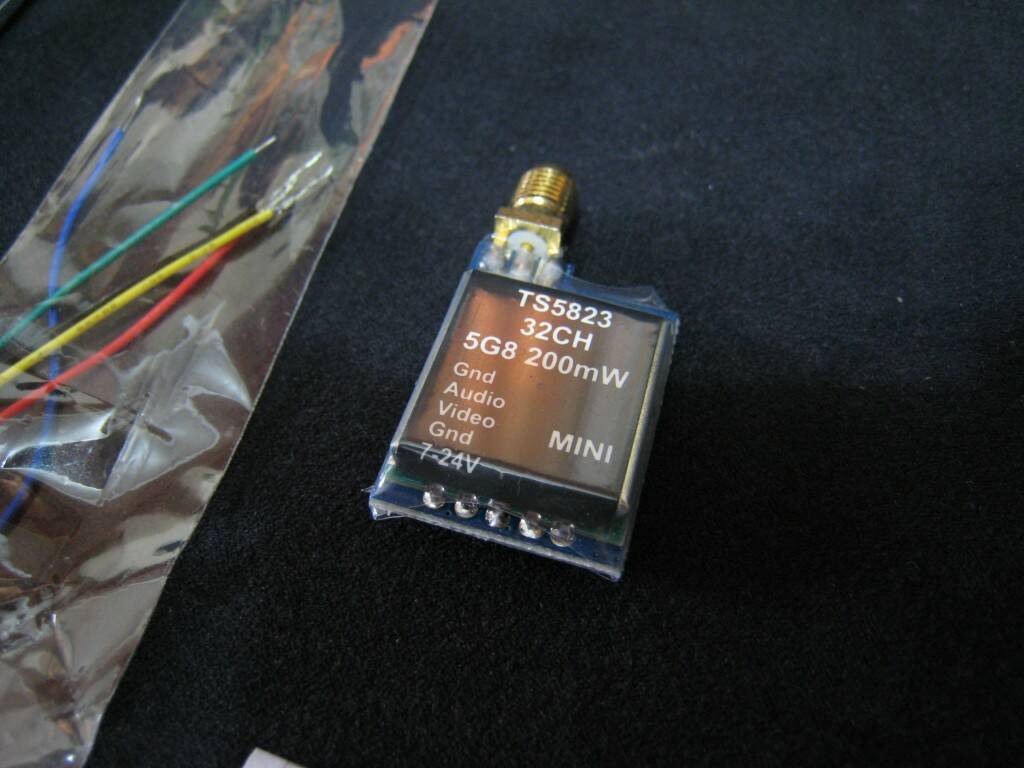 TS5823
32CH
5G8 200mW
Gnd
Audio
Video
Gnd
7-24V
MINI